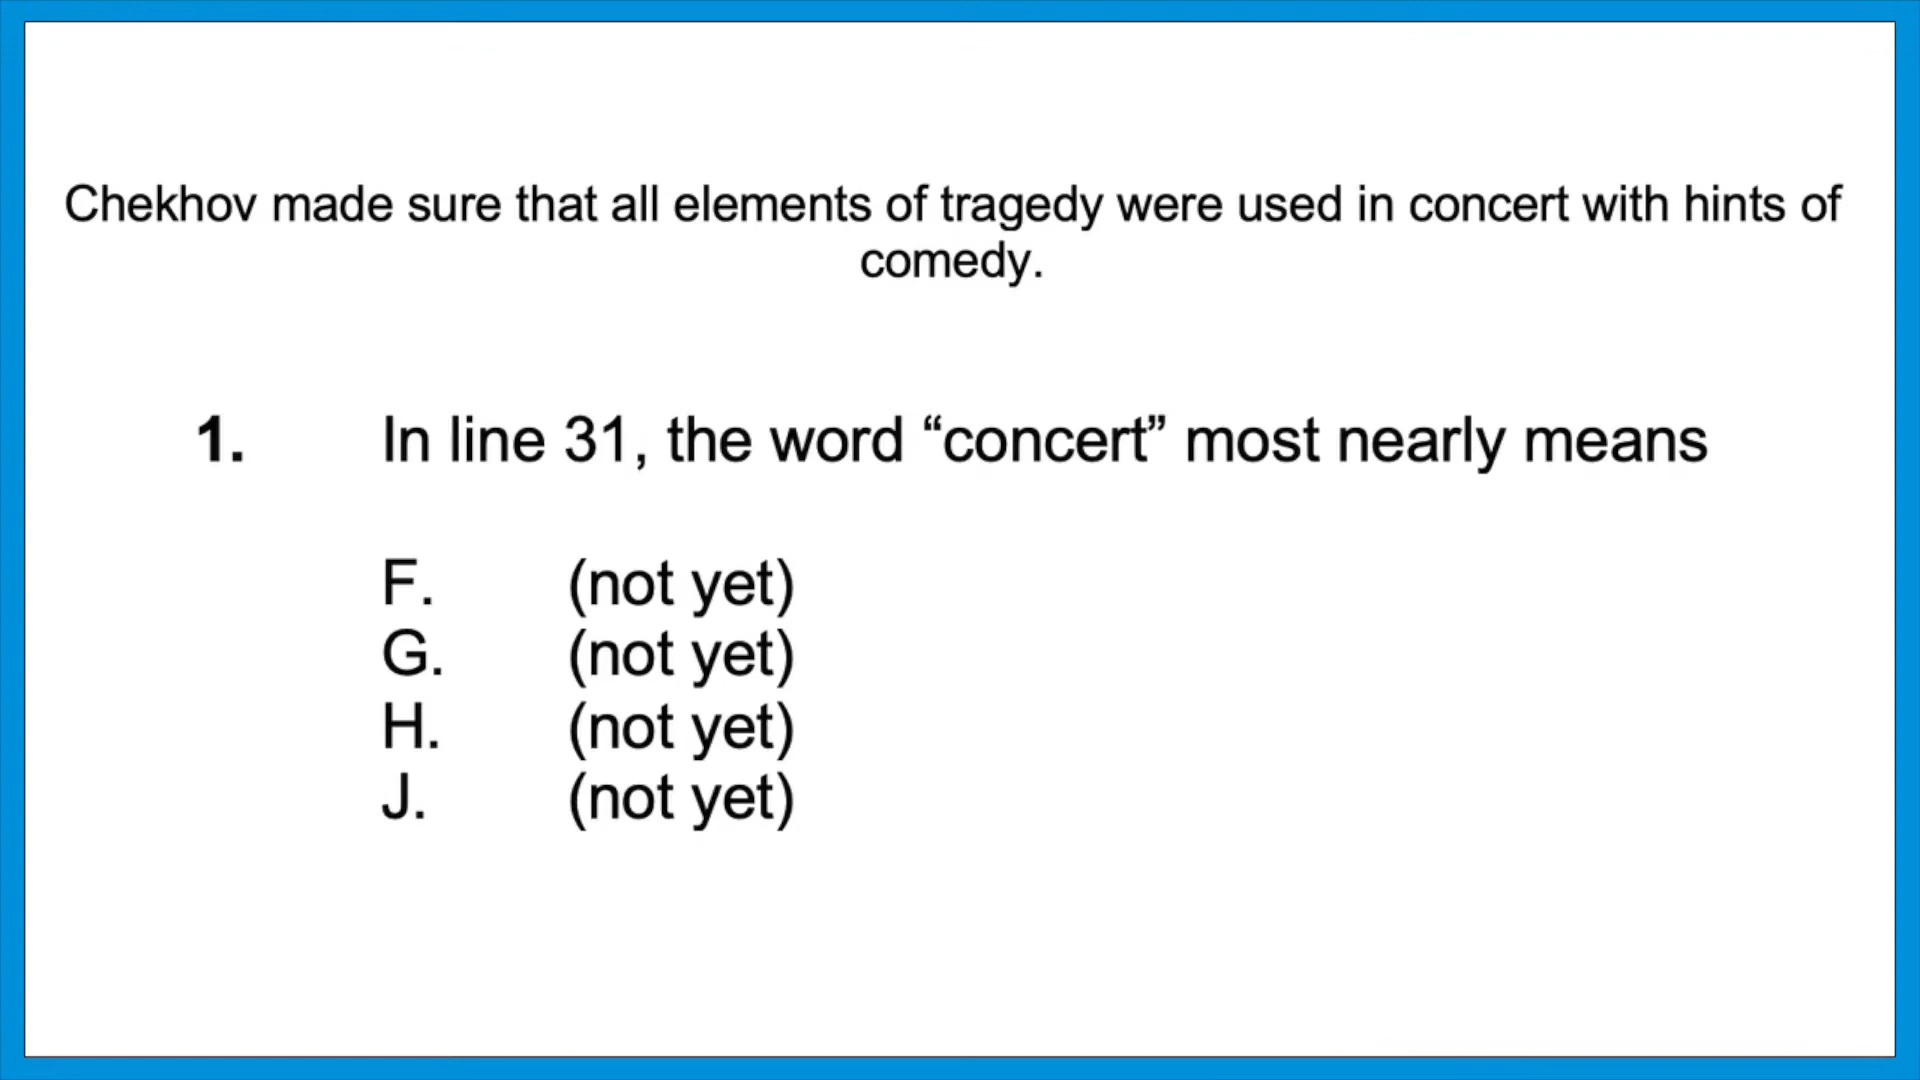 Chekhov made sure that all elements of tragedy were used in concert with hints of
comedy.
1. In line 31, the word “concert” most nearly means
F. (not yet)
G. (not yet)
H. (not yet)
J. (not yet)